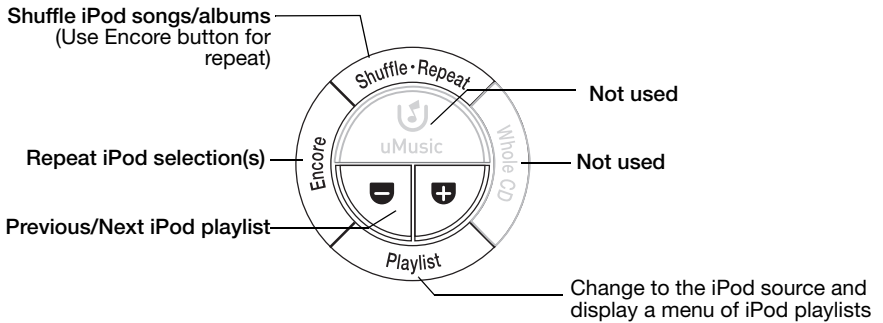 Shuffle iPod songs/albums
(Use Encore button for
repeat)
Shuffle•Repeat
Not used
uMusic
Whole CD
Not used
Encore
Repeat iPod selection(s)
Previous/Next iPod playlist
Playlist
Change to the iPod source and
display a menu of iPod playlists